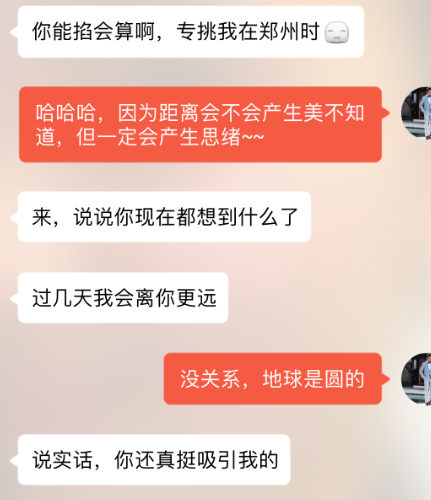 你能掐会算啊，专挑我在郑州时
哈哈哈，因为距离会不会产生美不知
道，但一定会产生思绪~~
来，说说你现在都想到什么了
过几天我会离你更远
没关系，地球是圆的
说实话，你还真挺吸引我的